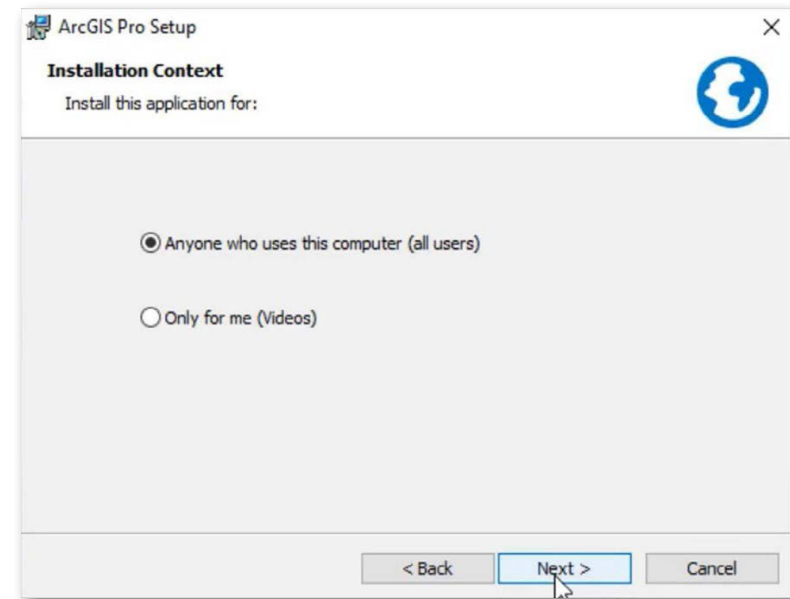 ArcGIS Pro Setup
Installation Context
Install this application for:
Anyone who uses this computer (all users)
Only for me (Videos)
< Back
Next >
Cancel